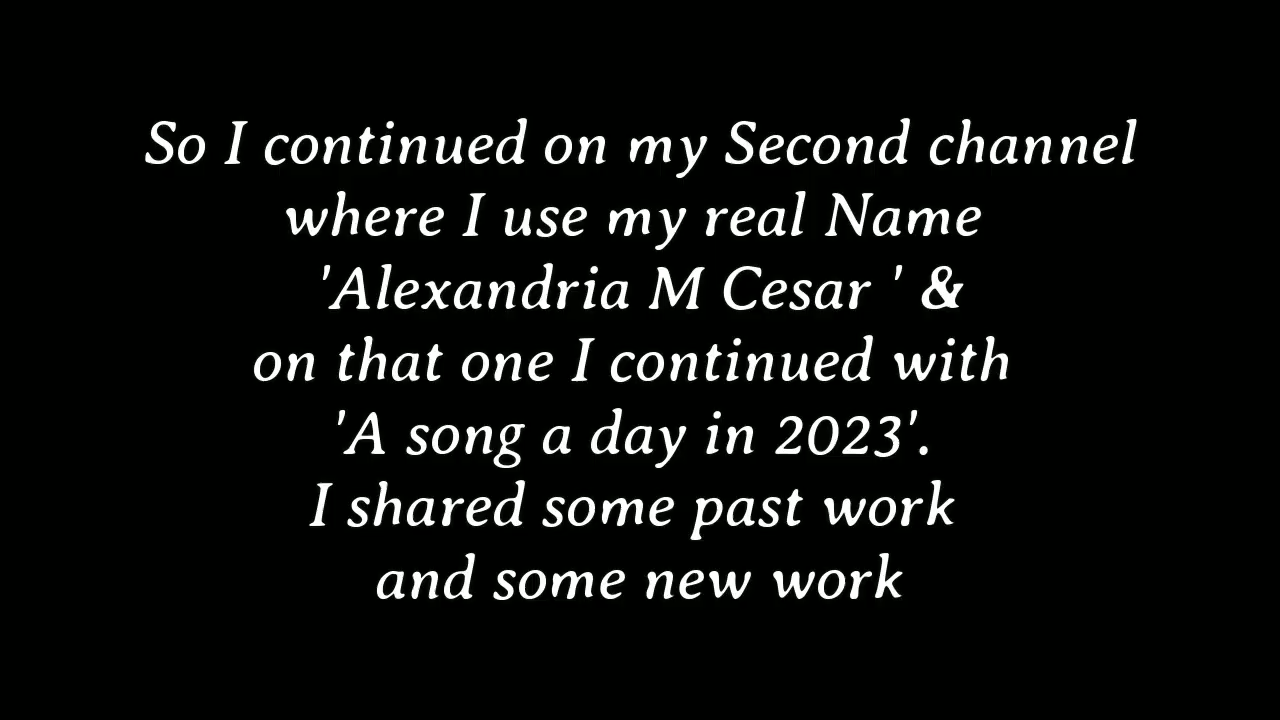 So I continued on my Second channel
where I use my real Name
'Alexandria M Cesar ' &
on that one I continued with
'A song a day in 2023'.
I shared some past work
and some new work